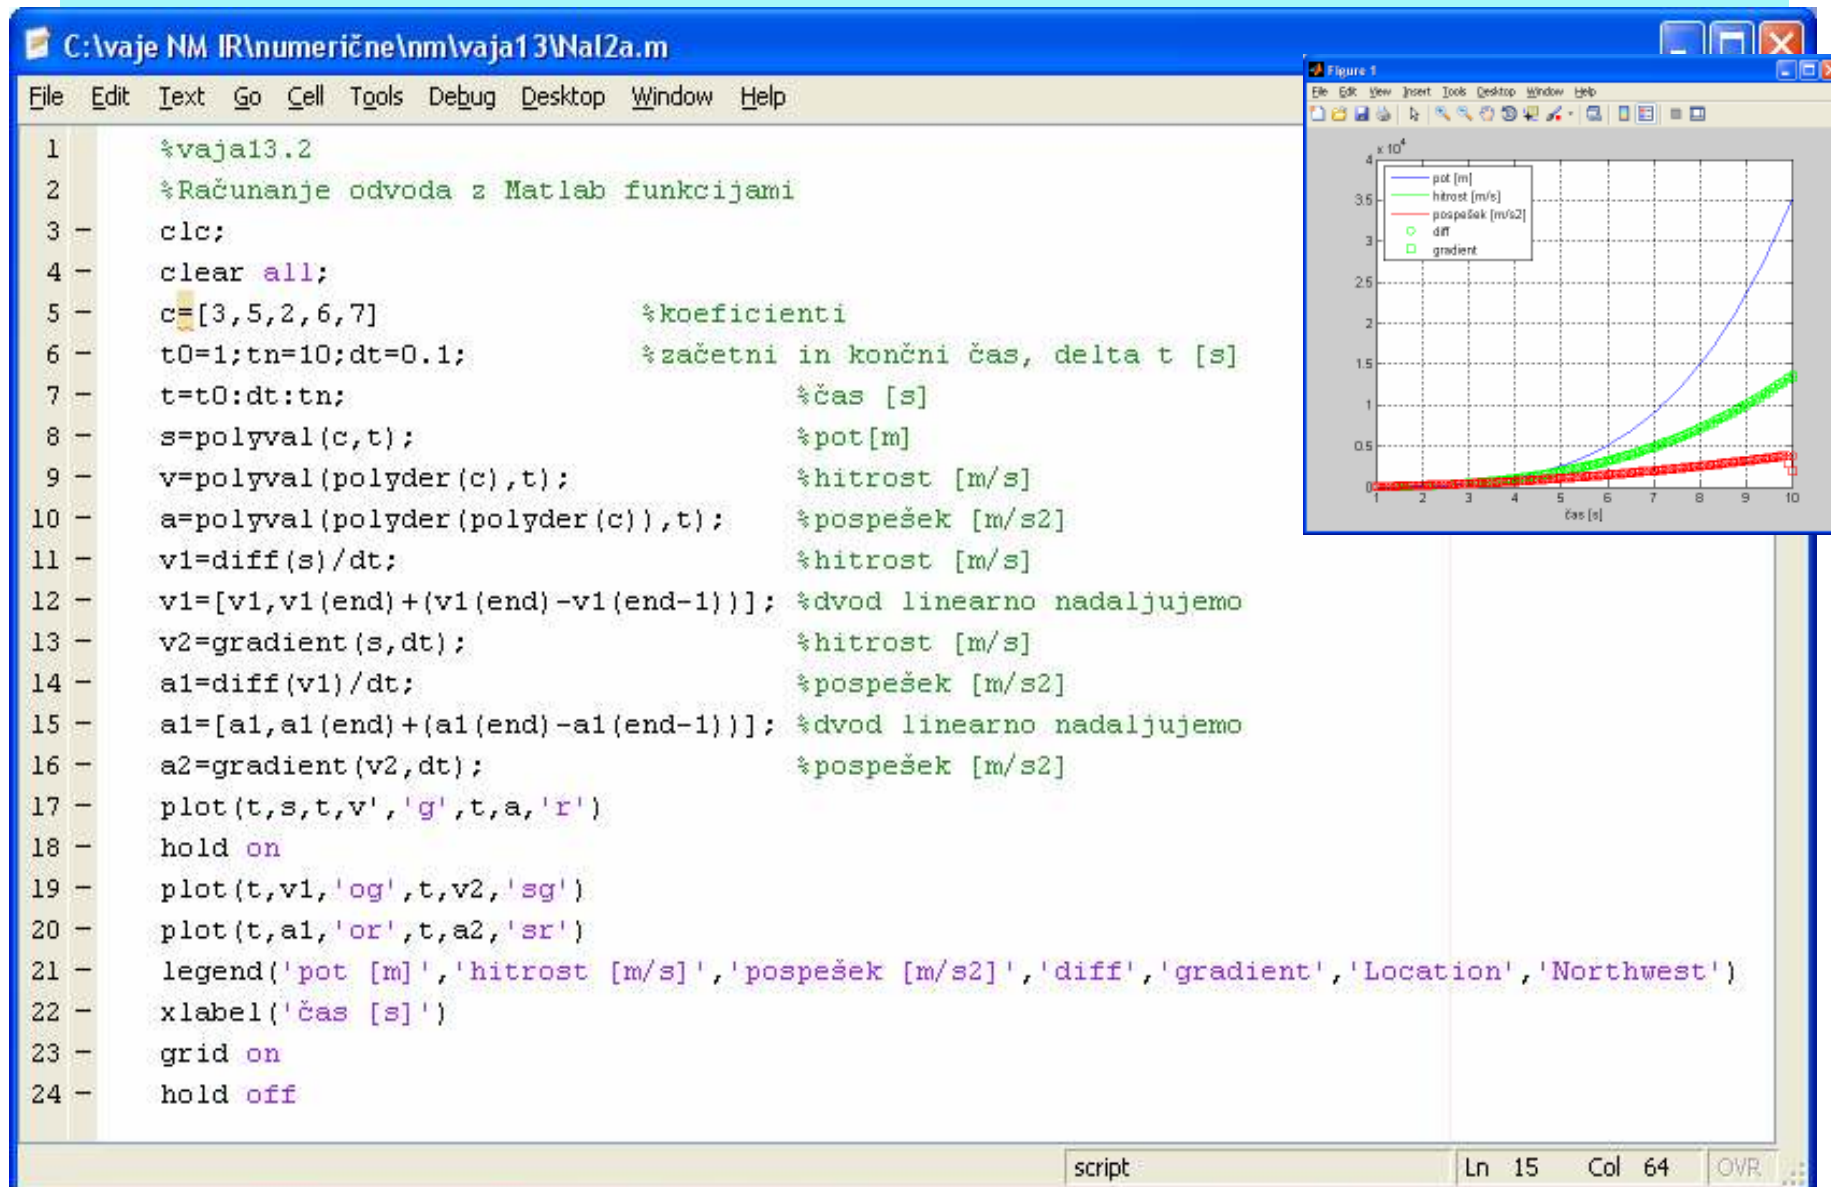 C:\vaje NM IR\numerične\nm\vaja13\Nal2a.m
File Edit Text Go Cell Tools Debug Desktop Window Help
1 %vaja13.2
2 %Računanje odvoda z Matlab funkcijami
3 – clc;
4 – clear all;
5 – c=[3,5,2,6,7] %koeficienti
6 – t0=1;tn=10;dt=0.1; %začetni in končni čas, delta t [s]
7 – t=t0:dt:tn; %čas [s]
8 – s=polyval(c,t); %pot[m]
9 – v=polyval(polyder(c),t); %hitrost [m/s]
10 – a=polyval(polyder(polyder(c)),t); %pospešek [m/s2]
11 – v1=diff(s)/dt; %hitrost [m/s]
12 – v1=[v1,v1(end)+(v1(end)-v1(end-1))]; %dvod linearno nadaljujemo
13 – v2=gradient(s,dt); %hitrost [m/s]
14 – a1=diff(v1)/dt; %pospešek [m/s2]
15 – a1=[a1,a1(end)+(a1(end)-a1(end-1))]; %dvod linearno nadaljujemo
16 – a2=gradient(v2,dt); %pospešek [m/s2]
17 – plot(t,s,t,v','g',t,a,'r')
18 – hold on
19 – plot(t,v1,'og',t,v2,'sg')
20 – plot(t,a1,'or',t,a2,'sr')
21 – legend('pot [m]','hitrost [m/s]','pospešek [m/s2]','diff','gradient','Location','Northwest')
22 – xlabel('čas [s]')
23 – grid on
24 – hold off
script Ln 15 Col 64 OVR
Figure 1
File Edit View Insert Tools Desktop Window Help
x 10^4
4
3.5
3
2.5
2
1.5
1
0.5
0
pot [m]
hitrost [m/s]
pospešek [m/s2]
diff
gradient
1 2 3 4 5 6 7 8 9 10
čas [s]